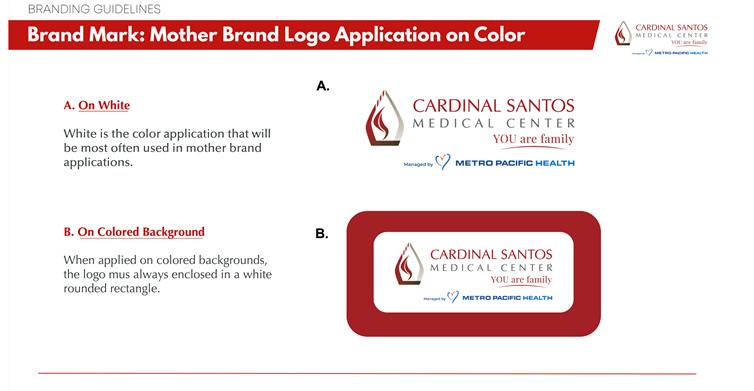 BRANDING GUIDELINES
Brand Mark: Mother Brand Logo Application on Color
CARDINAL SANTOS
MEDICAL CENTER
YOU are family
Managed by METRO PACIFIC HEALTH
A. On White
White is the color application that will
be most often used in mother brand
applications.
A.
CARDINAL SANTOS
MEDICAL CENTER
YOU are family
Managed by METRO PACIFIC HEALTH
B. On Colored Background
When applied on colored backgrounds,
the logo mus always enclosed in a white
rounded rectangle.
B.
CARDINAL SANTOS
MEDICAL CENTER
YOU are family
Managed by METRO PACIFIC HEALTH